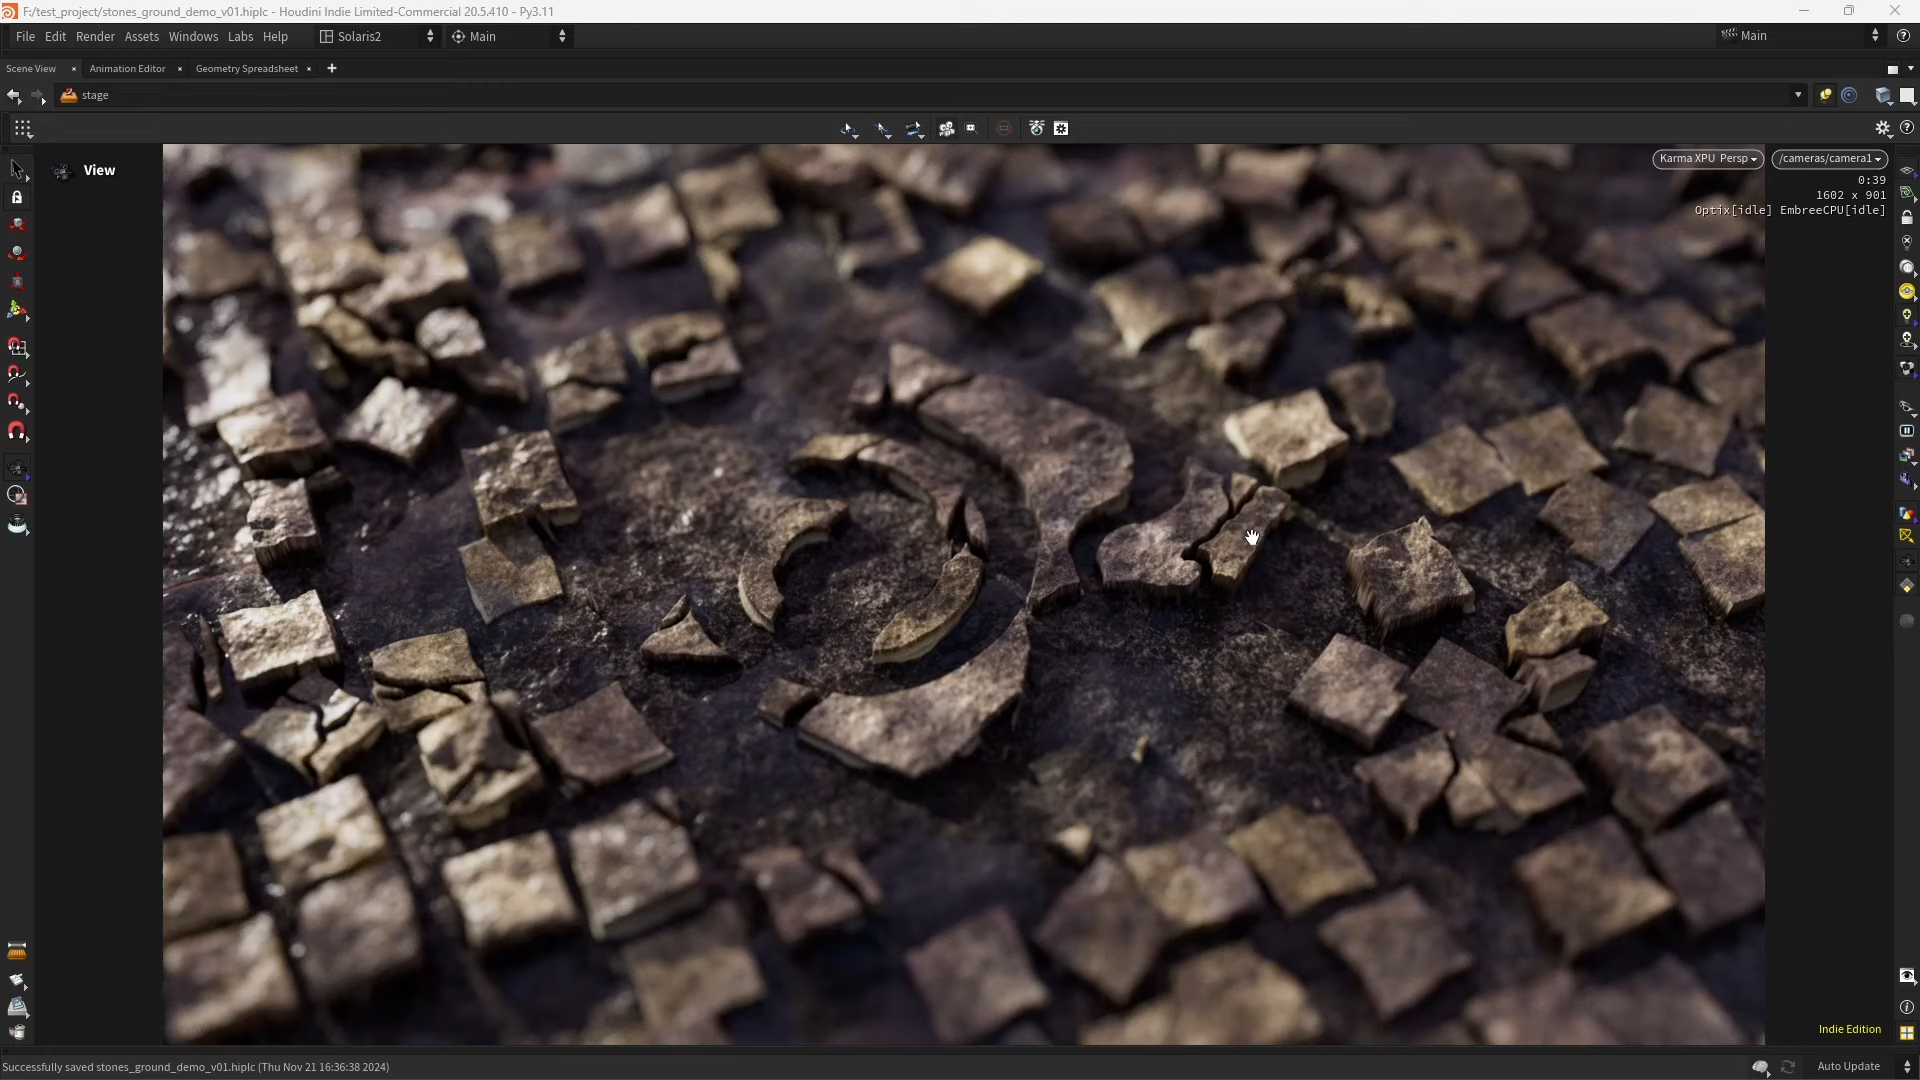 F:/test_project/stones_ground_demo_v01.hiplc - Houdini Indie Limited-Commercial 20.5.410 - Py3.11
File Edit Render Assets Windows Labs Help Solaris2 Main Main
Scene View Animation Editor Geometry Spreadsheet
stage
View
Karma XPU Persp /cameras/camera1
0:39
1602 x 901
Optix[idle] EmbreeCPU[idle]
Indie Edition
Successfully saved stones_ground_demo_v01.hiplc (Thu Nov 21 16:36:38 2024) Auto Update